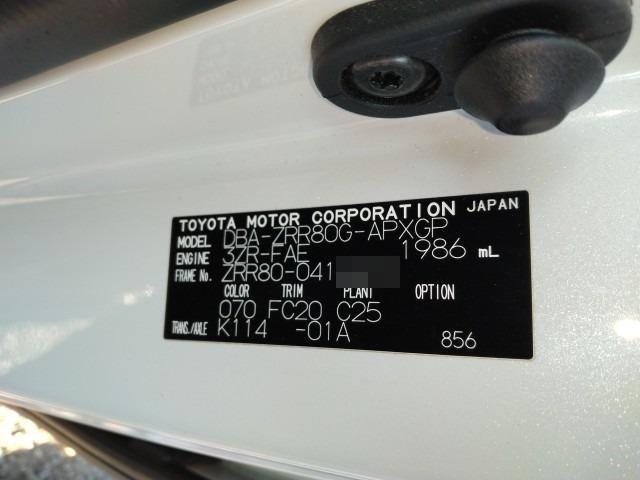 TOYOTA MOTOR CORPORATION JAPAN
MODEL DBA-ZRR80G-APXGP
ENGINE 3ZR-FAE 1986 mL
FRAME No. ZRR80-041
COLOR TRIM PLANT OPTION
070 FC20 C25
TRANS./AXLE K114 -01A 856